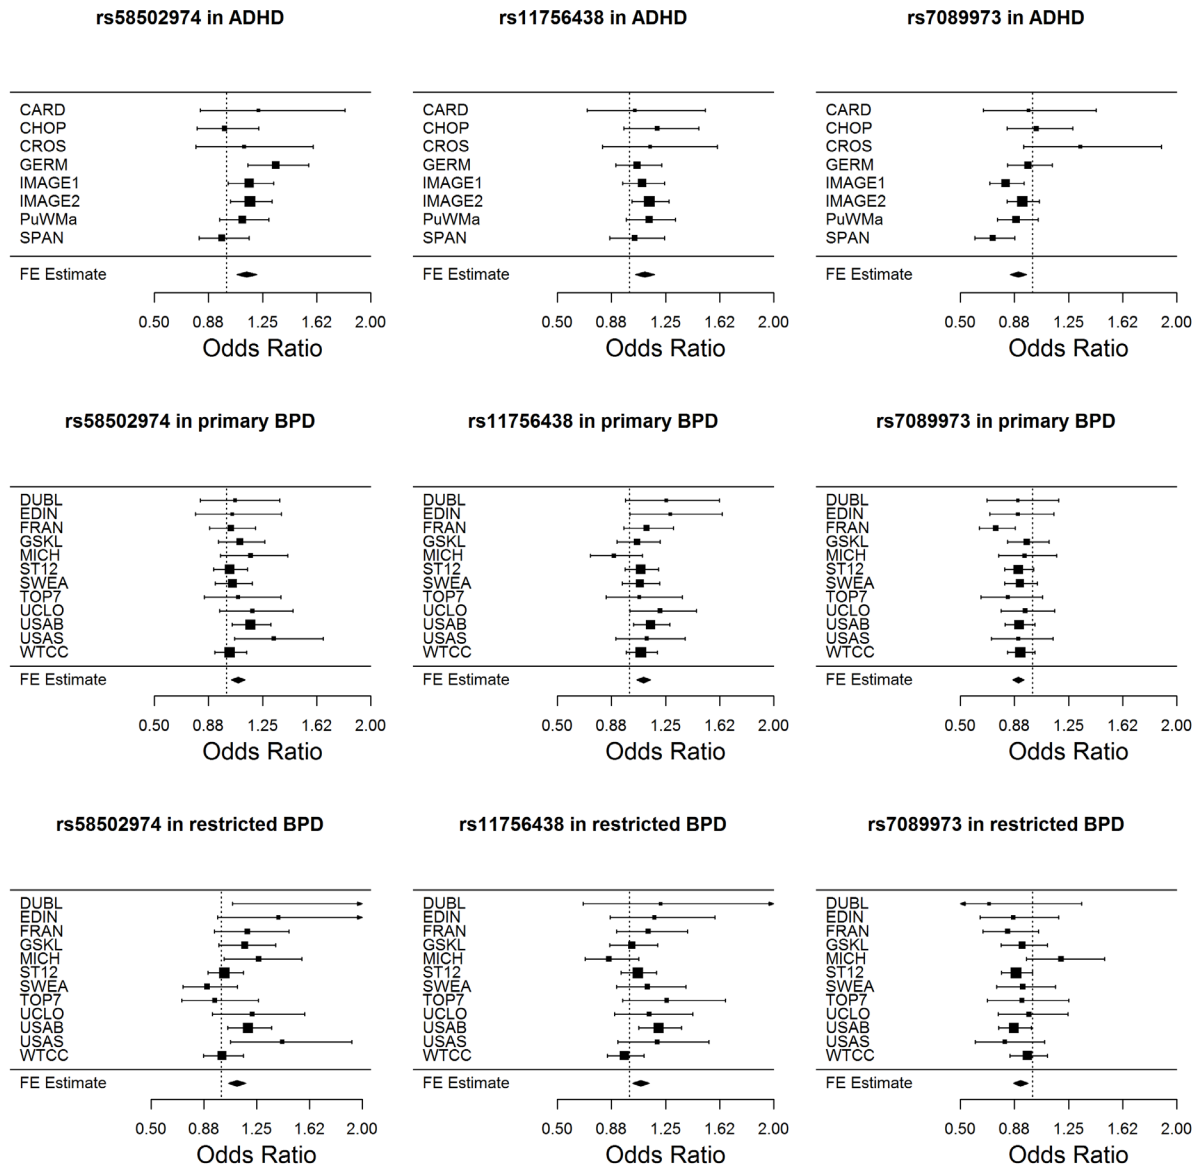 rs58502974 in ADHD
CARD
CHOP
CROS
GERM
IMAGE1
IMAGE2
PuWMa
SPAN
FE Estimate
0.50 0.88 1.25 1.62 2.00
Odds Ratio
rs11756438 in ADHD
CARD
CHOP
CROS
GERM
IMAGE1
IMAGE2
PuWMa
SPAN
FE Estimate
0.50 0.88 1.25 1.62 2.00
Odds Ratio
rs7089973 in ADHD
CARD
CHOP
CROS
GERM
IMAGE1
IMAGE2
PuWMa
SPAN
FE Estimate
0.50 0.88 1.25 1.62 2.00
Odds Ratio
rs58502974 in primary BPD
DUBL
EDIN
FRAN
GSKL
MICH
ST12
SWEA
TOP7
UCLO
USAB
USAS
WTCC
FE Estimate
0.50 0.88 1.25 1.62 2.00
Odds Ratio
rs11756438 in primary BPD
DUBL
EDIN
FRAN
GSKL
MICH
ST12
SWEA
TOP7
UCLO
USAB
USAS
WTCC
FE Estimate
0.50 0.88 1.25 1.62 2.00
Odds Ratio
rs7089973 in primary BPD
DUBL
EDIN
FRAN
GSKL
MICH
ST12
SWEA
TOP7
UCLO
USAB
USAS
WTCC
FE Estimate
0.50 0.88 1.25 1.62 2.00
Odds Ratio
rs58502974 in restricted BPD
DUBL
EDIN
FRAN
GSKL
MICH
ST12
SWEA
TOP7
UCLO
USAB
USAS
WTCC
FE Estimate
0.50 0.88 1.25 1.62 2.00
Odds Ratio
rs11756438 in restricted BPD
DUBL
EDIN
FRAN
GSKL
MICH
ST12
SWEA
TOP7
UCLO
USAB
USAS
WTCC
FE Estimate
0.50 0.88 1.25 1.62 2.00
Odds Ratio
rs7089973 in restricted BPD
DUBL
EDIN
FRAN
GSKL
MICH
ST12
SWEA
TOP7
UCLO
USAB
USAS
WTCC
FE Estimate
0.50 0.88 1.25 1.62 2.00
Odds Ratio